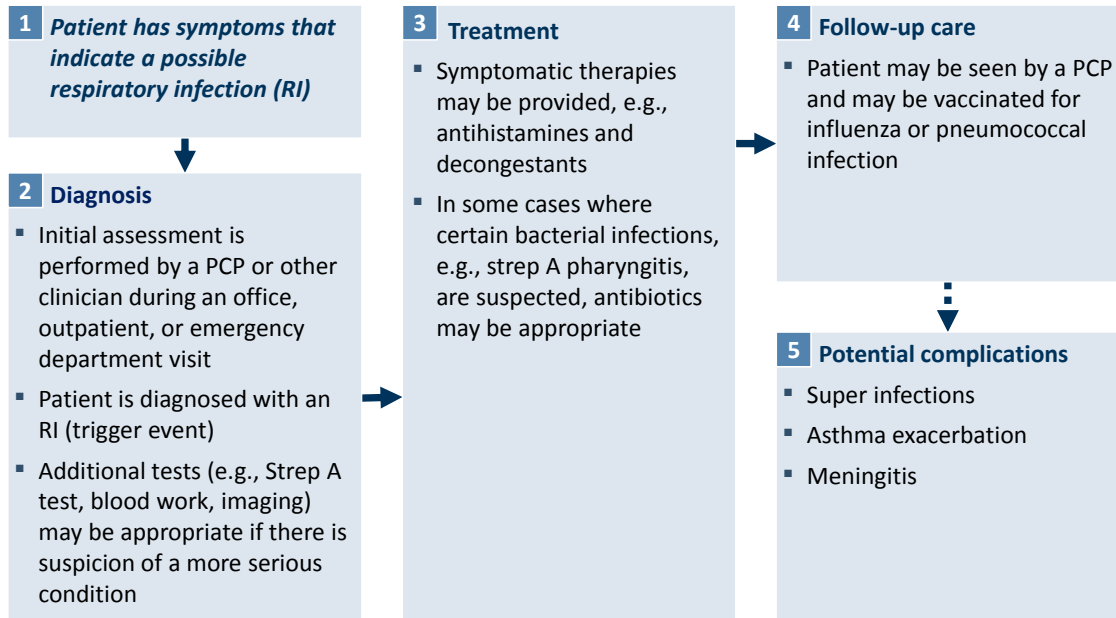 1 Patient has symptoms that
indicate a possible
respiratory infection (RI)
2 Diagnosis
▪ Initial assessment is
performed by a PCP or other
clinician during an office,
outpatient, or emergency
department visit
▪ Patient is diagnosed with an
RI (trigger event)
▪ Additional tests (e.g., Strep A
test, blood work, imaging)
may be appropriate if there is
suspicion of a more serious
condition
3 Treatment
▪ Symptomatic therapies
may be provided, e.g.,
antihistamines and
decongestants
▪ In some cases where
certain bacterial infections,
e.g., strep A pharyngitis,
are suspected, antibiotics
may be appropriate
4 Follow-up care
▪ Patient may be seen by a PCP
and may be vaccinated for
influenza or pneumococcal
infection
5 Potential complications
▪ Super infections
▪ Asthma exacerbation
▪ Meningitis